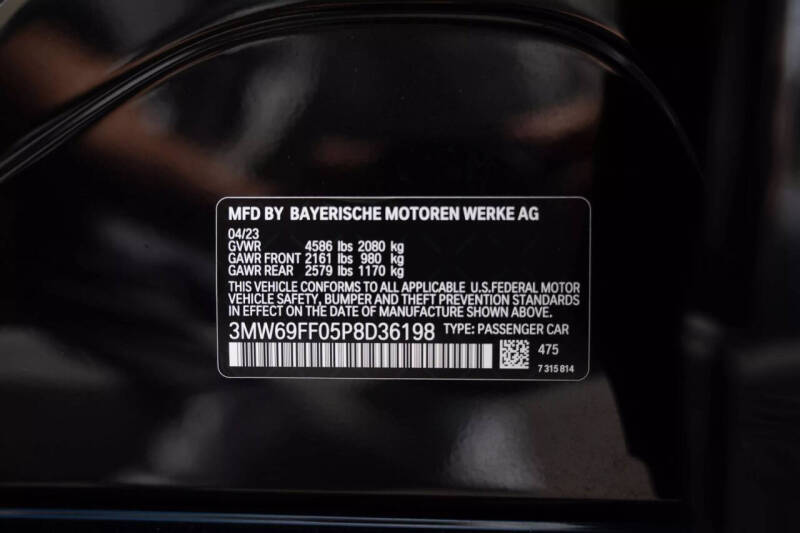 MFD BY BAYERISCHE MOTOREN WERKE AG
04/23
GVWR 4586 lbs 2080 kg
GAWR FRONT 2161 lbs 980 kg
GAWR REAR 2579 lbs 1170 kg
THIS VEHICLE CONFORMS TO ALL APPLICABLE U.S.FEDERAL MOTOR
VEHICLE SAFETY, BUMPER AND THEFT PREVENTION STANDARDS
IN EFFECT ON THE DATE OF MANUFACTURE SHOWN ABOVE.
3MW69FF05P8D36198 TYPE: PASSENGER CAR
475
7 315 814